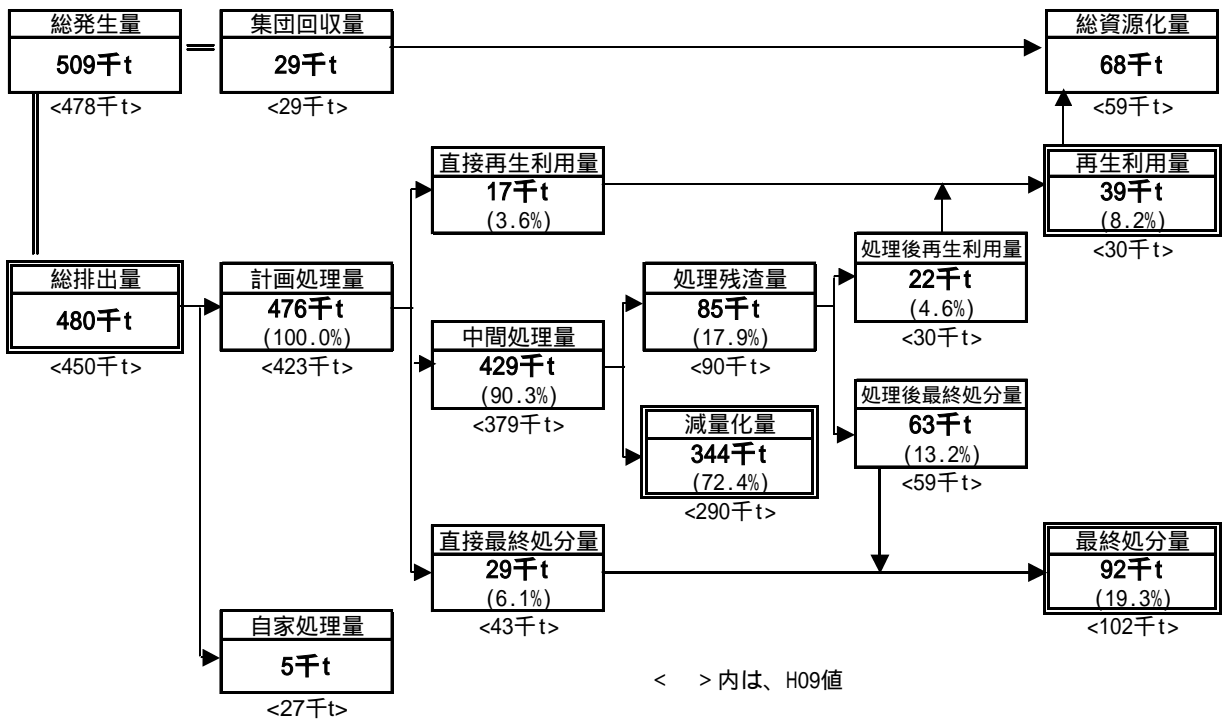 総発生量
509千t
<478千t>
集団回収量
29千t
<29千t>
総資源化量
68千t
<59千t>
直接再生利用量
17千t
(3.6%)
再生利用量
39千t
(8.2%)
<30千t>
総排出量
480千t
<450千t>
計画処理量
476千t
(100.0%)
<423千t>
中間処理量
429千t
(90.3%)
<379千t>
処理残渣量
85千t
(17.9%)
<90千t>
処理後再生利用量
22千t
(4.6%)
<30千t>
減量化量
344千t
(72.4%)
<290千t>
処理後最終処分量
63千t
(13.2%)
<59千t>
直接最終処分量
29千t
(6.1%)
<43千t>
最終処分量
92千t
(19.3%)
<102千t>
自家処理量
5千t
<27千t>
< >内は、H09値